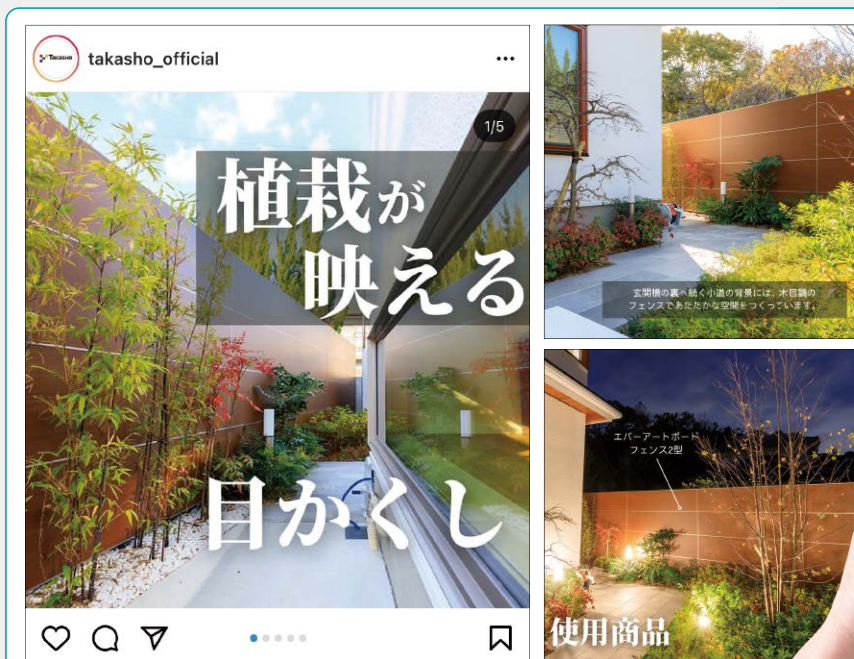 TAKASHO
takasho_official
1/5
植栽が
映える
目かくし
玄関横の裏へ続く小道の背景には、木目調の
フェンスであたたかな空間をつくっています。
エバーアートボード
フェンス2型
使用商品